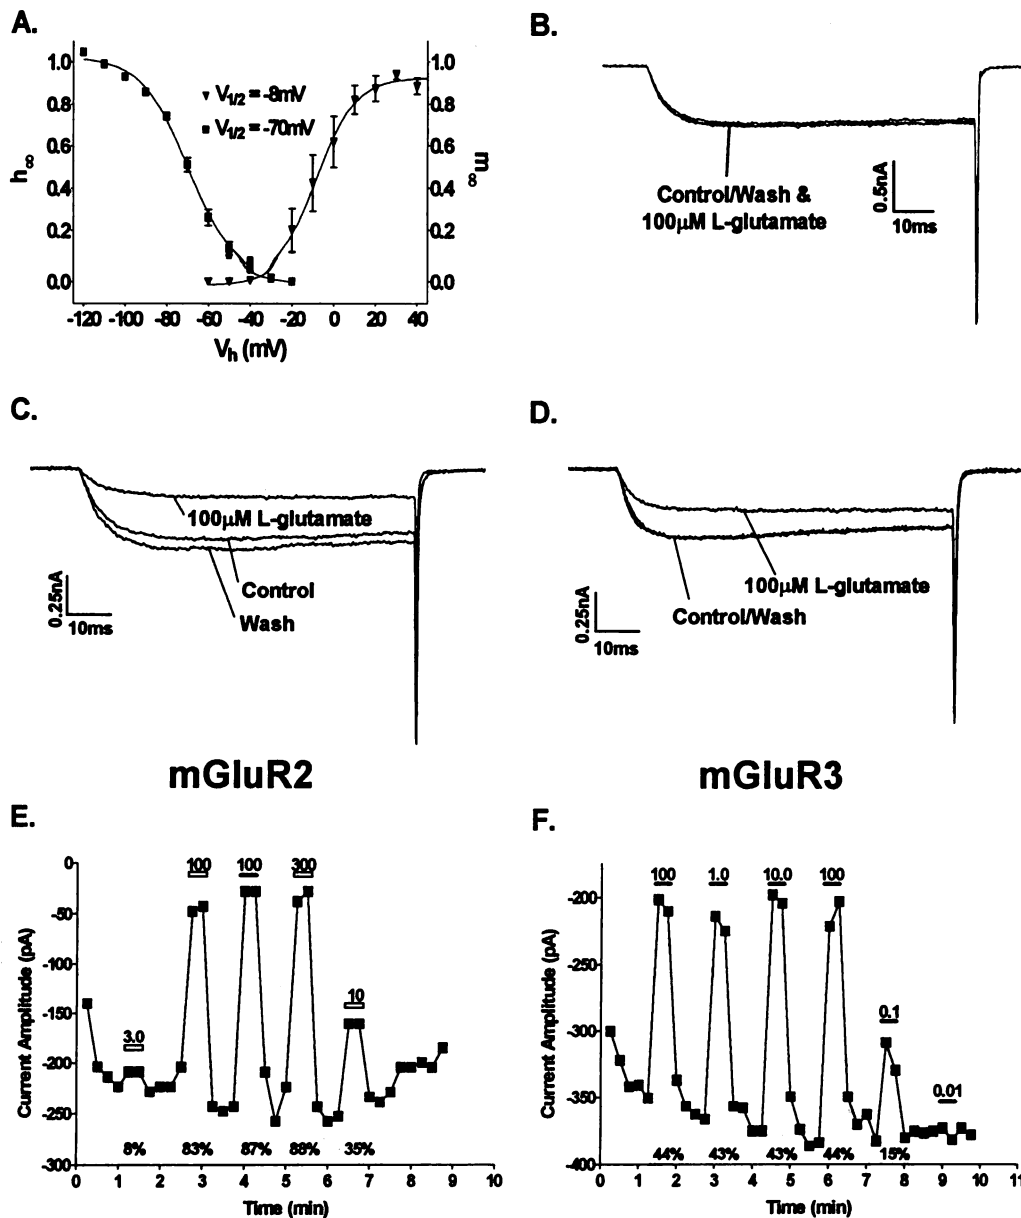 A.
1.0
0.8
0.6
0.4
0.2
0.0
h∞
V1/2 = -8mV
V1/2 = -70mV
1.0
0.8
0.6
0.4
0.2
0.0
m∞
-120 -100 -80 -60 -40 -20 0 20 40
Vh (mV)
B.
Control/Wash &
100µM L-glutamate
0.5nA
10ms
C.
100µM L-glutamate
Control
Wash
0.25nA
10ms
D.
100µM L-glutamate
Control/Wash
0.25nA
10ms
mGluR2
mGluR3
E.
Current Amplitude (pA)
0
-50
-100
-150
-200
-250
-300
3.0
100
100
300
10
8% 83% 87% 88% 35%
0 1 2 3 4 5 6 7 8 9 10
Time (min)
F.
Current Amplitude (pA)
-200
-250
-300
-350
-400
100
1.0
10.0
100
0.1
0.01
44% 43% 43% 44% 15%
0 1 2 3 4 5 6 7 8 9 10 11
Time (min)